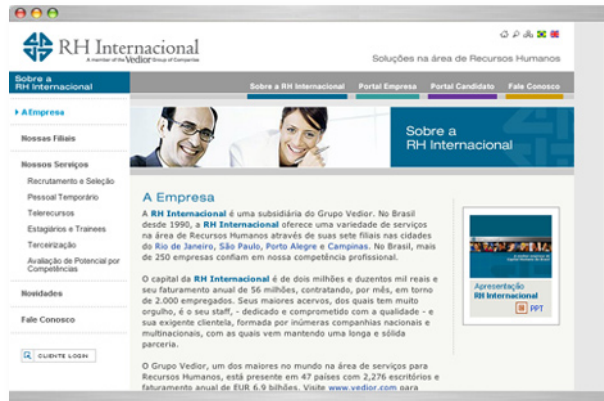 RH Internacional
A member of the Vedior Group of Companies
Soluções na área de Recursos Humanos
Sobre a
RH Internacional
Sobre a RH Internacional Portal Empresa Portal Candidato Fale Conosco
A Empresa
Nossas Filiais
Nossos Serviços
Recrutamento e Seleção
Pessoal Temporário
Telerecursos
Estagiários e Trainees
Terceirização
Avaliação de Potencial por
Competências
Novidades
Fale Conosco
CLIENTE LOGIN
Sobre a
RH Internacional
A Empresa
A RH Internacional é uma subsidiária do Grupo Vedior. No Brasil
desde 1990, a RH Internacional oferece uma variedade de serviços
na área de Recursos Humanos através de suas sete filiais nas cidades
do Rio de Janeiro, São Paulo, Porto Alegre e Campinas. No Brasil, mais
de 250 empresas confiam em nossa competência profissional.
O capital da RH Internacional é de dois milhões e duzentos mil reais e
seu faturamento anual de 56 milhões, contratando, por mês, em torno
de 2.000 empregados. Seus maiores acervos, dos quais tem muito
orgulho, é o seu staff, - dedicado e comprometido com a qualidade - e
sua exigente clientela, formada por inúmeras companhias nacionais e
multinacionais, com as quais vem mantendo uma longa e sólida
parceria.
O Grupo Vedior, um dos maiores no mundo na área de serviços para
Recursos Humanos, está presente em 47 países com 2,276 escritórios e
faturamento anual de EUR 6.9 bilhões. Visite www.vedior.com para
Apresentação
RH Internacional
PPT